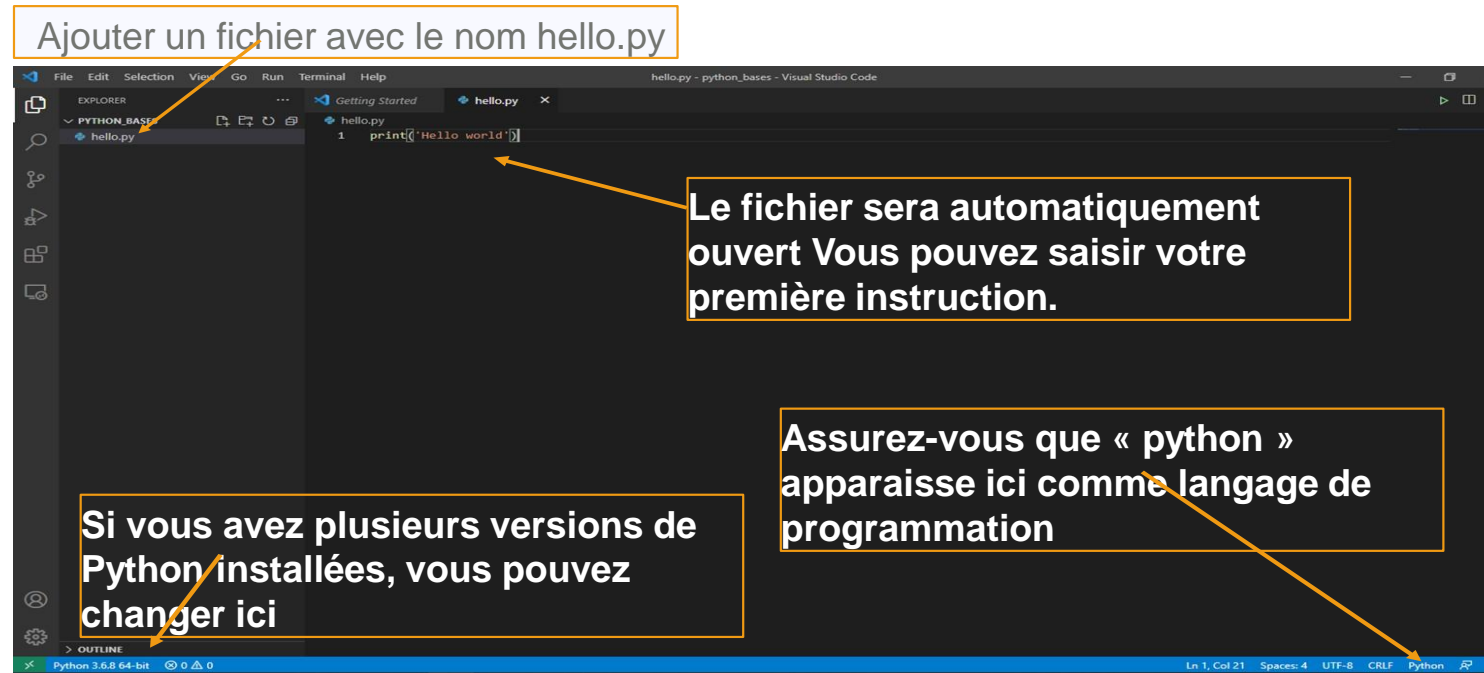 Ajouter un fichier avec le nom hello.py
File Edit Selection View Go Run Terminal Help
hello.py - python_bases - Visual Studio Code
EXPLORER ...
Getting Started
hello.py ×
PYTHON_BASES
hello.py
hello.py
1 print('Hello world')
Le fichier sera automatiquement
ouvert Vous pouvez saisir votre
première instruction.
Assurez-vous que « python »
apparaisse ici comme langage de
programmation
Si vous avez plusieurs versions de
Python installées, vous pouvez
changer ici
> OUTLINE
Python 3.6.8 64-bit 0 0
Ln 1, Col 21 Spaces: 4 UTF-8 CRLF Python